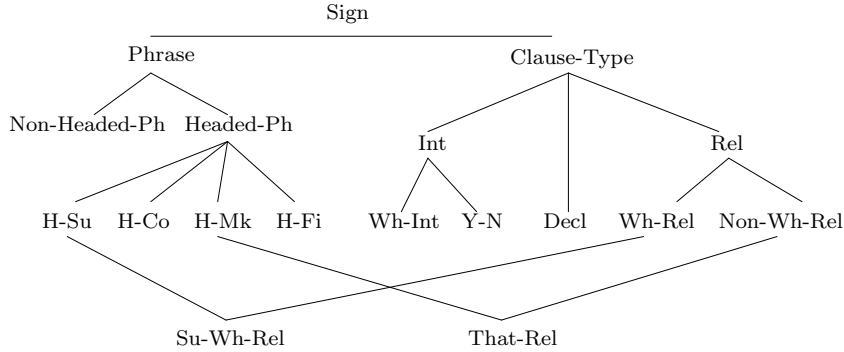 Sign
Phrase Clause-Type
Non-Headed-Ph Headed-Ph
Int Rel
H-Su H-Co H-Mk H-Fi Wh-Int Y-N Decl Wh-Rel Non-Wh-Rel
Su-Wh-Rel That-Rel